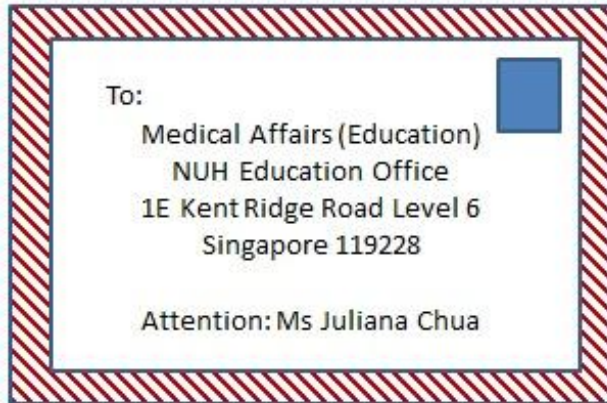 To:
Medical Affairs (Education)
NUH Education Office
1E Kent Ridge Road Level 6
Singapore 119228
Attention: Ms Juliana Chua